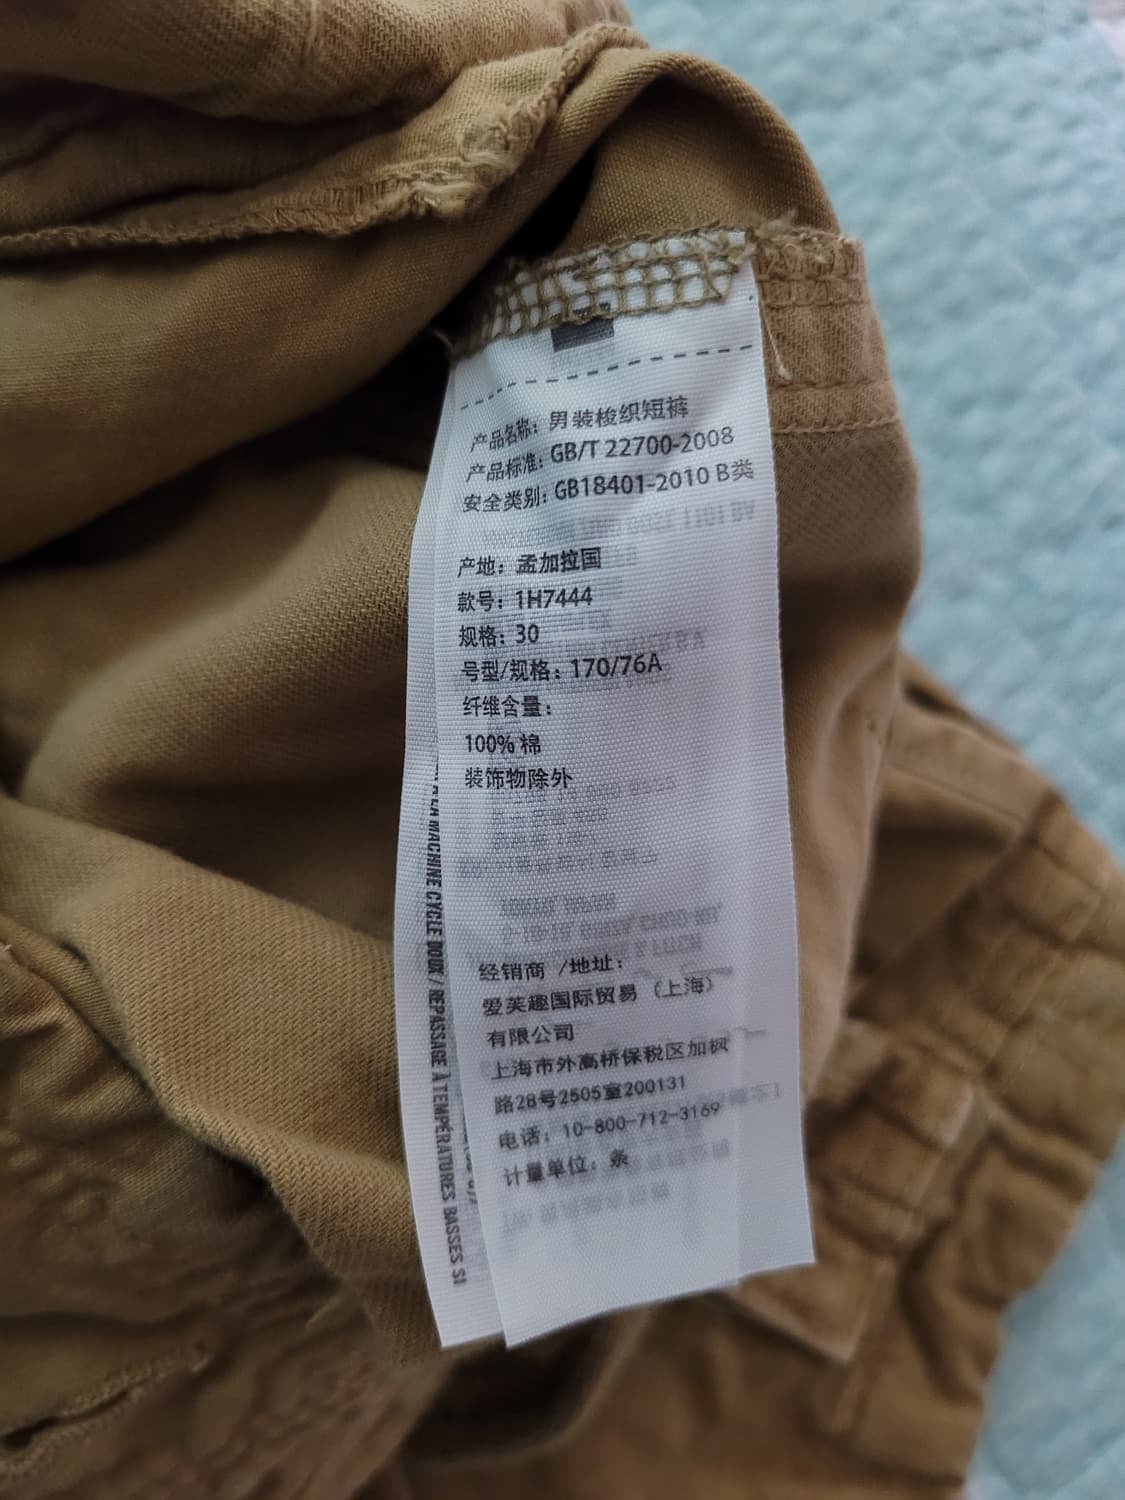 产品名称：男装梭织短裤
产品标准：GB/T 22700-2008
安全类别：GB18401-2010 B类
产地：孟加拉国
款号：1H7444
规格：30
号型/规格：170/76A
纤维含量：
100% 棉
装饰物除外
经销商 /地址：
爱芙趣国际贸易（上海）
有限公司
上海市外高桥保税区加枫
路28号2505室200131
电话：10-800-712-3169
计量单位：条
MACHINE CYCLE DOUX / REPASSAGE À TEMPÉRATURES BASSES SI